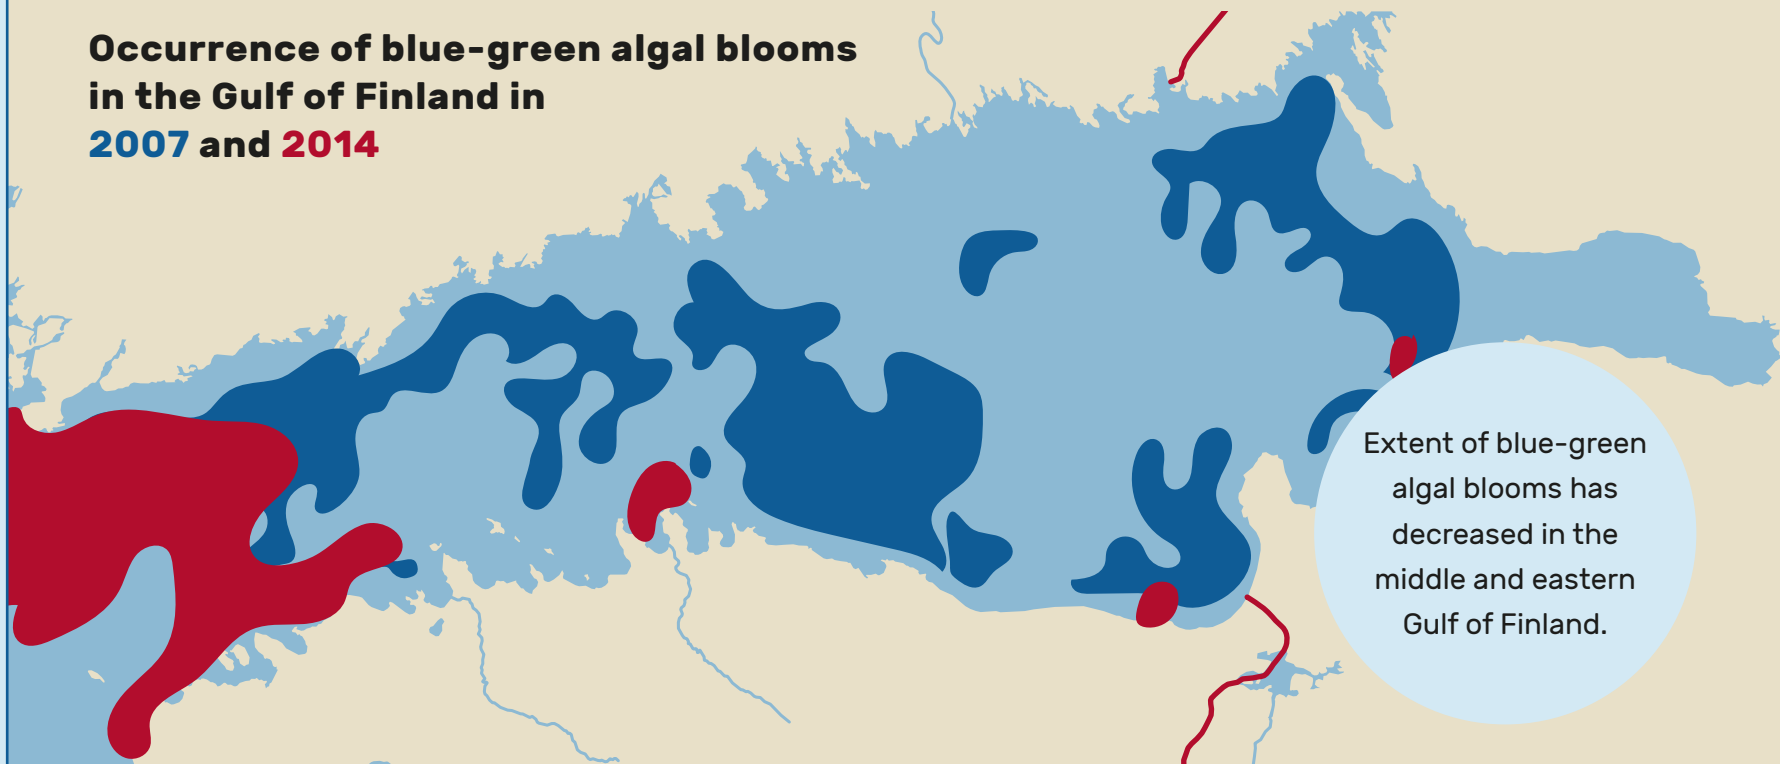 Occurrence of blue-green algal blooms
in the Gulf of Finland in
2007 and 2014
Extent of blue-green
algal blooms has
decreased in the
middle and eastern
Gulf of Finland.